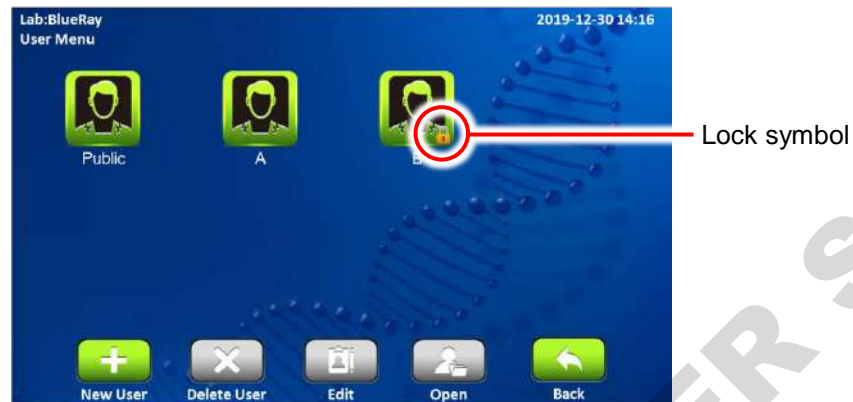 Lab:BlueRay 2019-12-30 14:16
User Menu
Lock symbol
Public A B
New User Delete User Edit Open Back